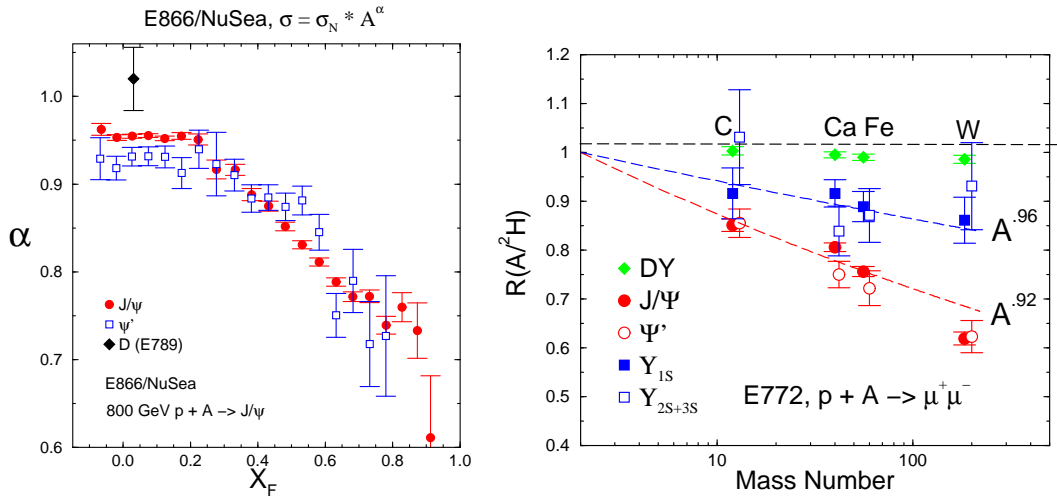 E866/NuSea, σ = σN * A^α
α
1.0
0.9
0.8
0.7
0.6
0.0
0.2
0.4
0.6
0.8
1.0
XF
J/ψ
ψ'
D (E789)
E866/NuSea
800 GeV p + A −> J/ψ
R(A/²H)
1.2
1.1
1
0.9
0.8
0.7
0.6
0.5
0.4
10
100
Mass Number
C
Ca Fe
W
A.96
A.92
DY
J/Ψ
Ψ'
Υ1S
Υ2S+3S
E772, p + A −> μ+μ−